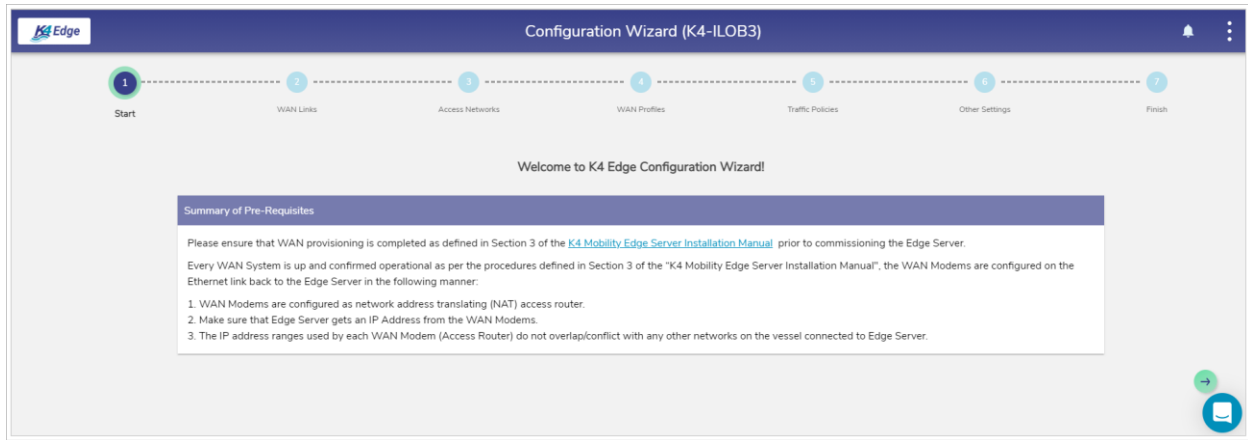 K4 Edge
Configuration Wizard (K4-ILOB3)
1 2 3 4 5 6 7
Start WAN Links Access Networks WAN Profiles Traffic Policies Other Settings Finish
Welcome to K4 Edge Configuration Wizard!
Summary of Pre-Requisites
Please ensure that WAN provisioning is completed as defined in Section 3 of the K4 Mobility Edge Server Installation Manual prior to commissioning the Edge Server.
Every WAN System is up and confirmed operational as per the procedures defined in Section 3 of the "K4 Mobility Edge Server Installation Manual", the WAN Modems are configured on the
Ethernet link back to the Edge Server in the following manner:
1. WAN Modems are configured as network address translating (NAT) access router.
2. Make sure that Edge Server gets an IP Address from the WAN Modems.
3. The IP address ranges used by each WAN Modem (Access Router) do not overlap/conflict with any other networks on the vessel connected to Edge Server.